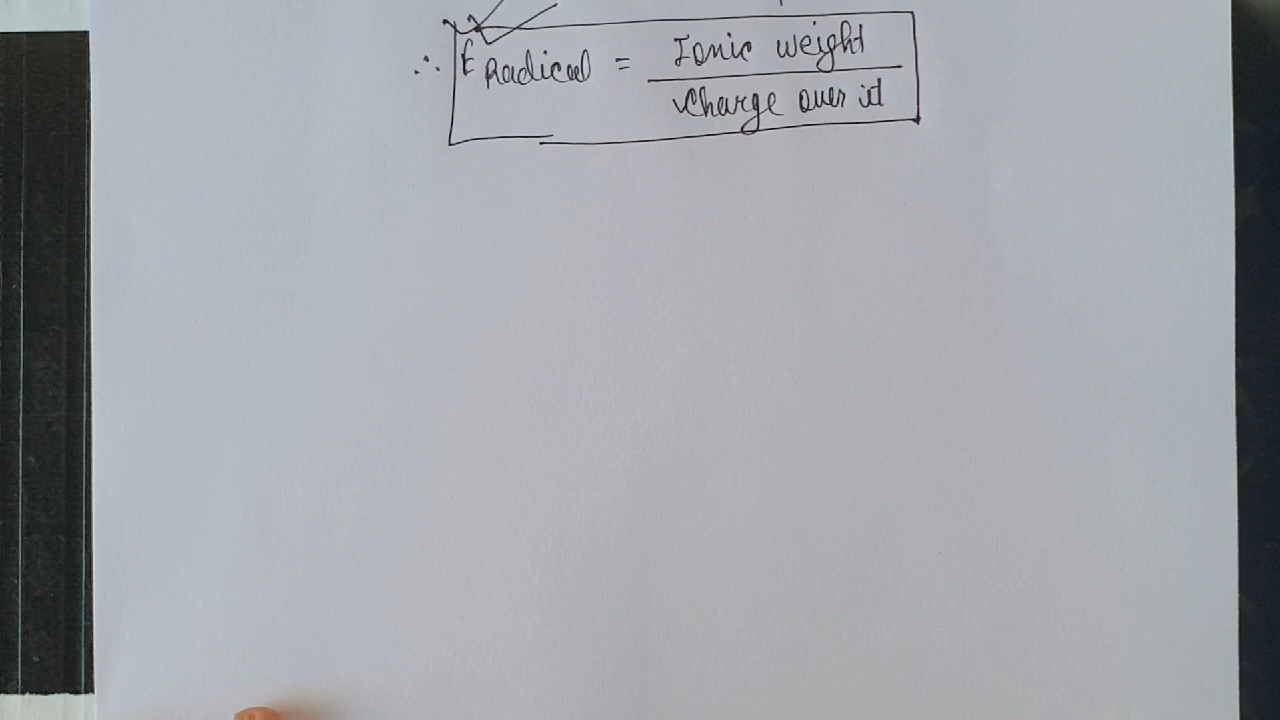 ∴ E Radical = Ionic weight
Charge over it